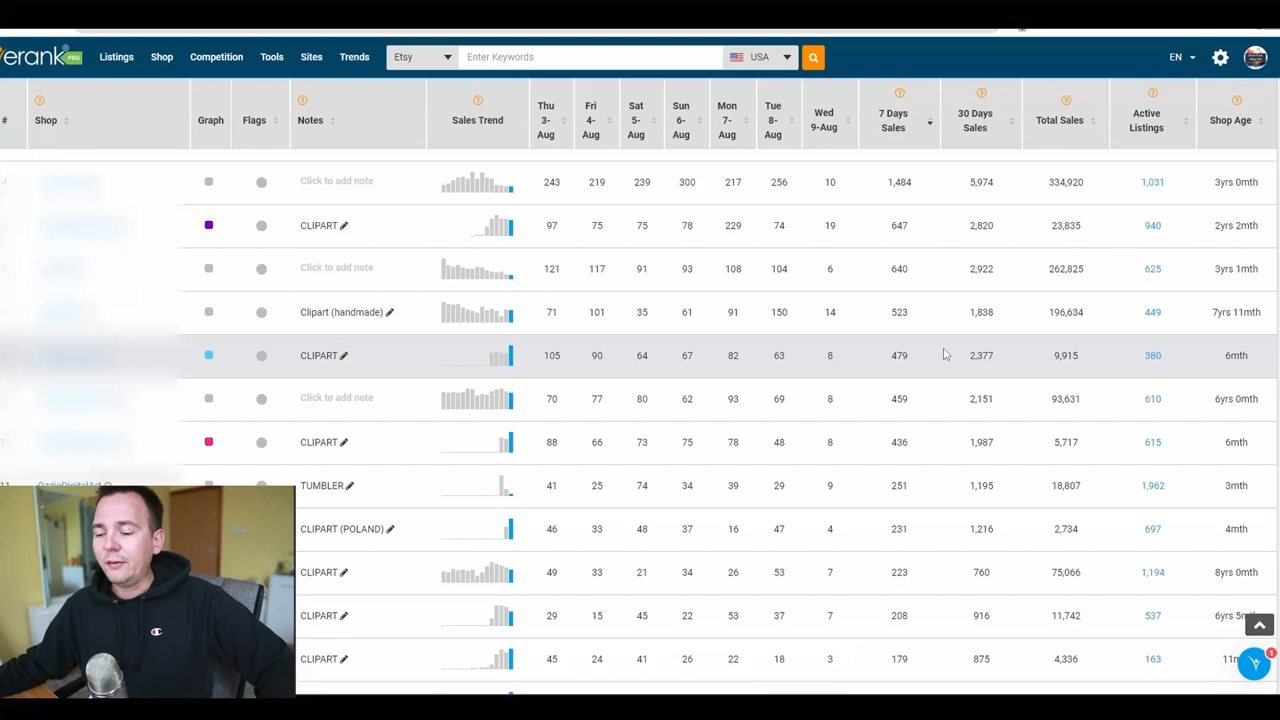 erank PRO Listings Shop Competition Tools Sites Trends Etsy Enter Keywords USA EN
# Shop Graph Flags Notes Sales Trend Thu 3-Aug Fri 4-Aug Sat 5-Aug Sun 6-Aug Mon 7-Aug Tue 8-Aug Wed 9-Aug 7 Days Sales 30 Days Sales Total Sales Active Listings Shop Age
Click to add note 243 219 239 300 217 256 10 1,484 5,974 334,920 1,031 3yrs 0mth
CLIPART 97 75 75 78 229 74 19 647 2,820 23,835 940 2yrs 2mth
Click to add note 121 117 91 93 108 104 6 640 2,922 262,825 625 3yrs 1mth
Clipart (handmade) 71 101 35 61 91 150 14 523 1,838 196,634 449 7yrs 11mth
CLIPART 105 90 64 67 82 63 8 479 2,377 9,915 380 6mth
Click to add note 70 77 80 62 93 69 8 459 2,151 93,631 610 6yrs 0mth
CLIPART 88 66 73 75 78 48 8 436 1,987 5,717 615 6mth
11 OzzieDigitalArt TUMBLER 41 25 74 34 39 29 9 251 1,195 18,807 1,962 3mth
CLIPART (POLAND) 46 33 48 37 16 47 4 231 1,216 2,734 697 4mth
CLIPART 49 33 21 34 26 53 7 223 760 75,066 1,194 8yrs 0mth
CLIPART 29 15 45 22 53 37 7 208 916 11,742 537 6yrs
CLIPART 45 24 41 26 22 18 3 179 875 4,336 163
1